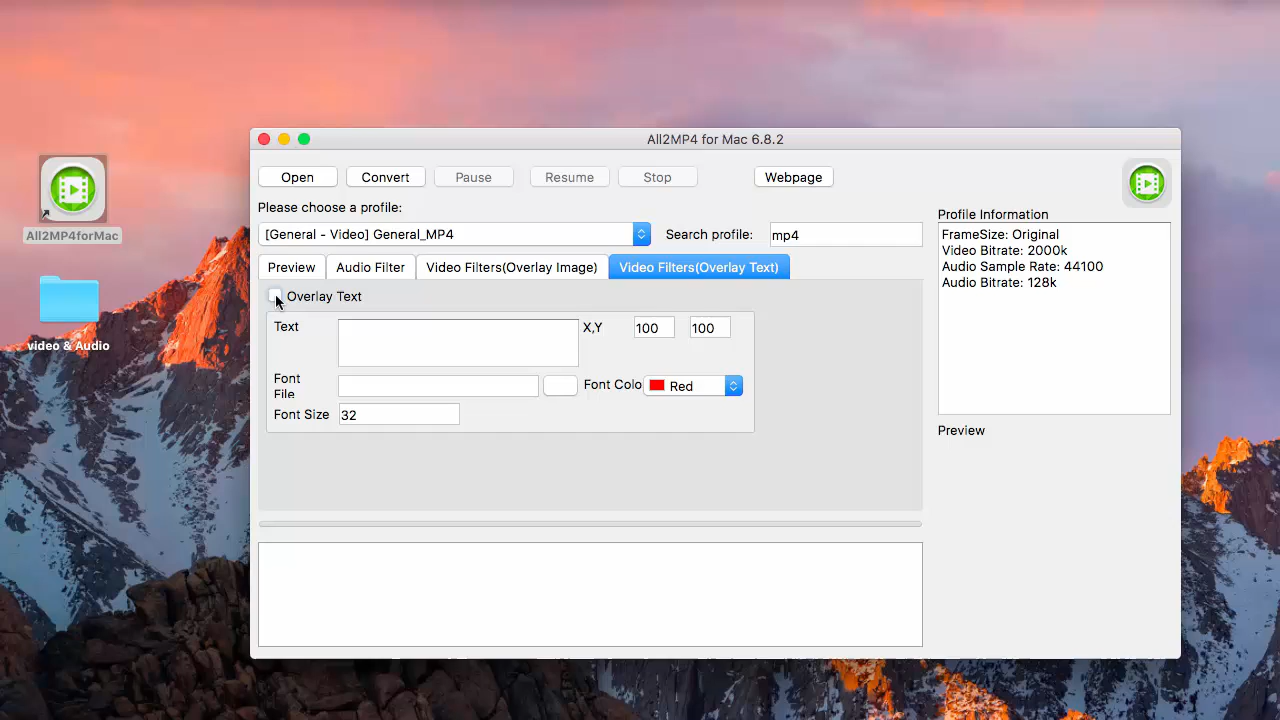 All2MP4 for Mac 6.8.2
Open Convert Pause Resume Stop Webpage
Please choose a profile:
[General - Video] General_MP4 Search profile: mp4
Preview Audio Filter Video Filters(Overlay Image) Video Filters(Overlay Text)
Overlay Text
Text X,Y 100 100
Font
File
Font Colo Red
Font Size 32
Profile Information
FrameSize: Original
Video Bitrate: 2000k
Audio Sample Rate: 44100
Audio Bitrate: 128k
Preview
All2MP4forMac
video & Audio